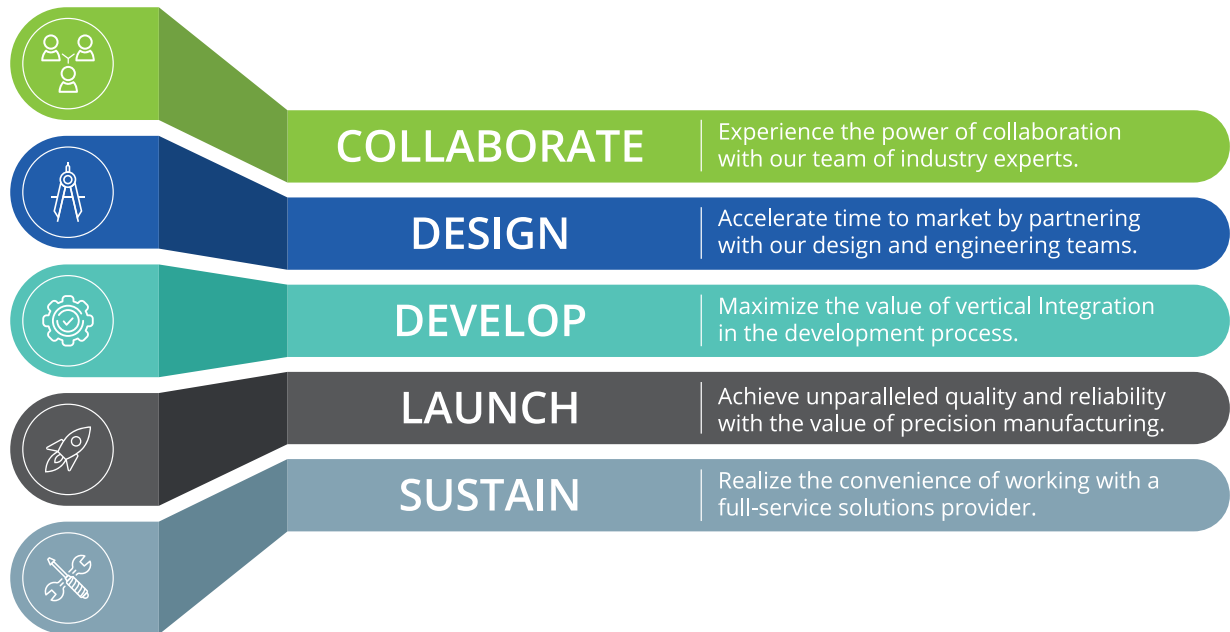 COLLABORATE
Experience the power of collaboration
with our team of industry experts.
DESIGN
Accelerate time to market by partnering
with our design and engineering teams.
DEVELOP
Maximize the value of vertical Integration
in the development process.
LAUNCH
Achieve unparalleled quality and reliability
with the value of precision manufacturing.
SUSTAIN
Realize the convenience of working with a
full-service solutions provider.